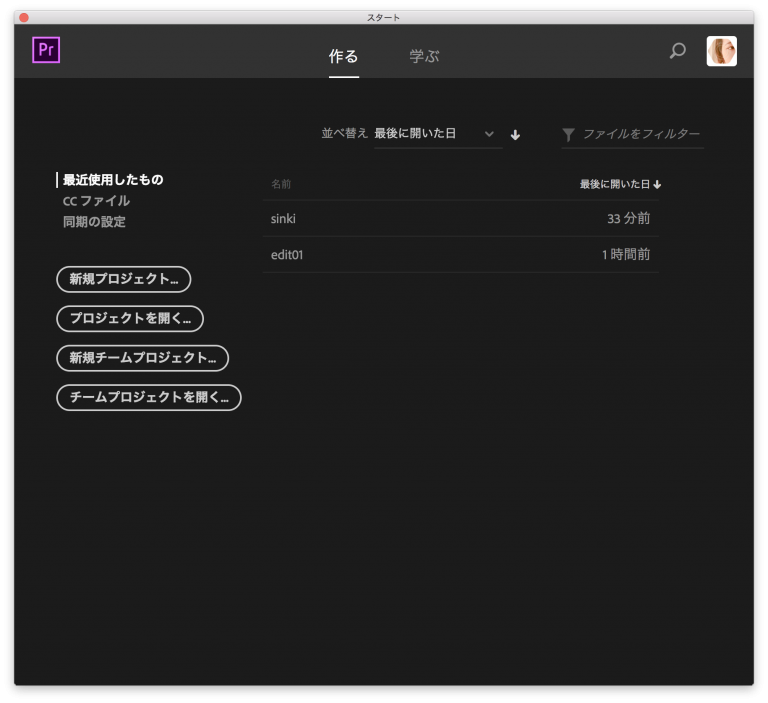 スタート
Pr
作る 学ぶ
並べ替え 最後に開いた日 ファイルをフィルター
最近使用したもの
CC ファイル
同期の設定
新規プロジェクト...
プロジェクトを開く...
新規チームプロジェクト...
チームプロジェクトを開く...
名前 最後に開いた日
sinki 33 分前
edit01 1 時間前